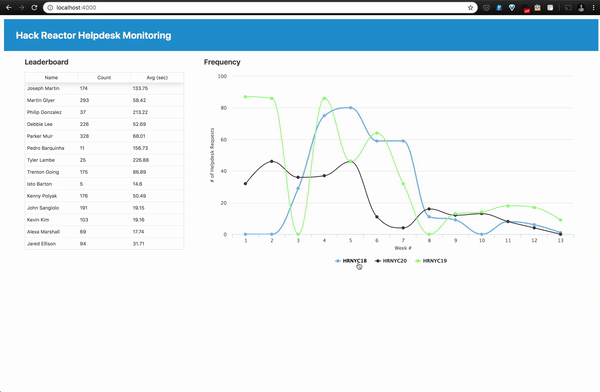 localhost:4000
Hack Reactor Helpdesk Monitoring
Leaderboard
Name Count Avg (sec)
Joseph Martin 174 133.75
Martin Glyer 293 58.42
Philip Gonzalez 37 213.22
Debbie Lee 226 52.69
Parker Muir 328 68.01
Pedro Barquinha 11 156.73
Tyler Lambe 25 226.88
Trenton Going 175 86.89
Isto Barton 5 14.6
Kenny Polyak 176 50.49
John Sangiolo 191 19.15
Kevin Kim 103 19.16
Alexa Marshall 69 17.74
Jared Ellison 94 31.71
Frequency
# of Helpdesk Requests
100
80
60
40
20
0
1 2 3 4 5 6 7 8 9 10 11 12 13
Week #
HRNYC18 HRNYC20 HRNYC19